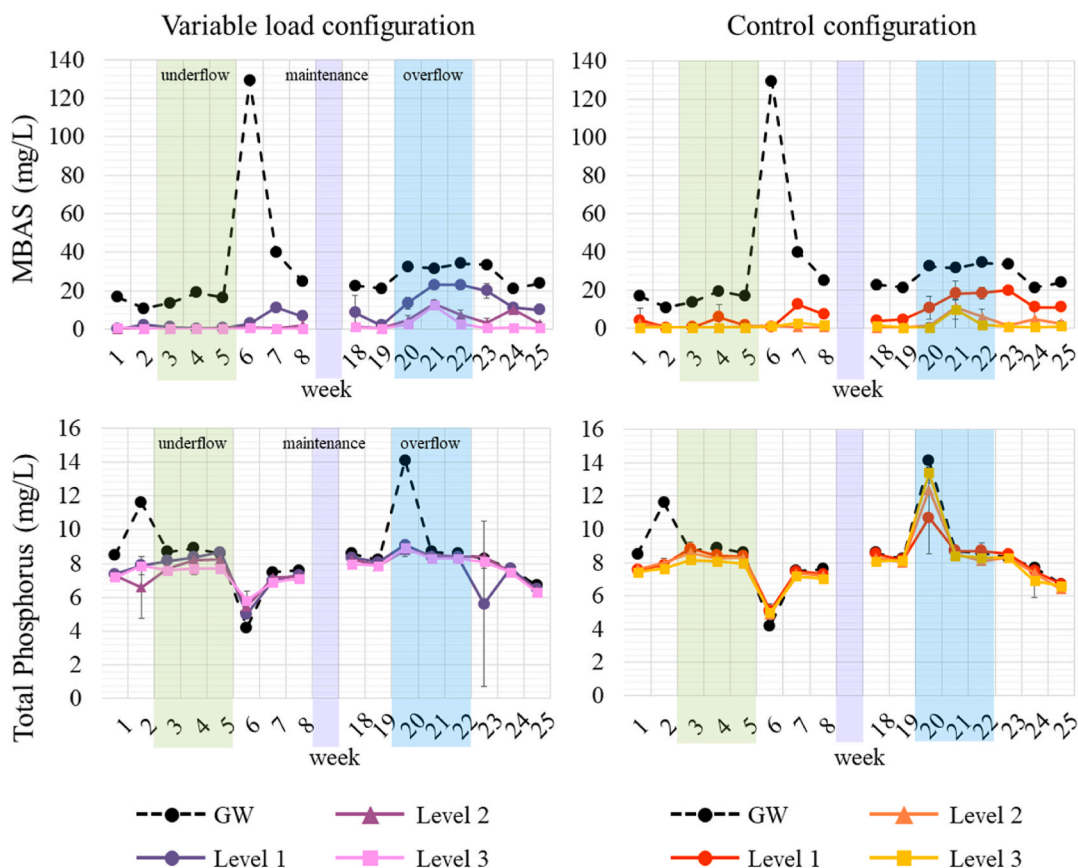 Variable load configuration
Control configuration
MBAS (mg/L)
140
120
100
80
60
40
20
0
underflow
maintenance
overflow
1 2 3 4 5 6 7 8 18 19 20 21 22 23 24 25
week
140
120
100
80
60
40
20
0
1 2 3 4 5 6 7 8 18 19 20 21 22 23 24 25
week
Total Phosphorus (mg/L)
16
14
12
10
8
6
4
2
0
underflow
maintenance
overflow
1 2 3 4 5 6 7 8 18 19 20 21 22 23 24 25
week
16
14
12
10
8
6
4
2
0
1 2 3 4 5 6 7 8 18 19 20 21 22 23 24 25
week
GW
Level 2
Level 1
Level 3
GW
Level 2
Level 1
Level 3